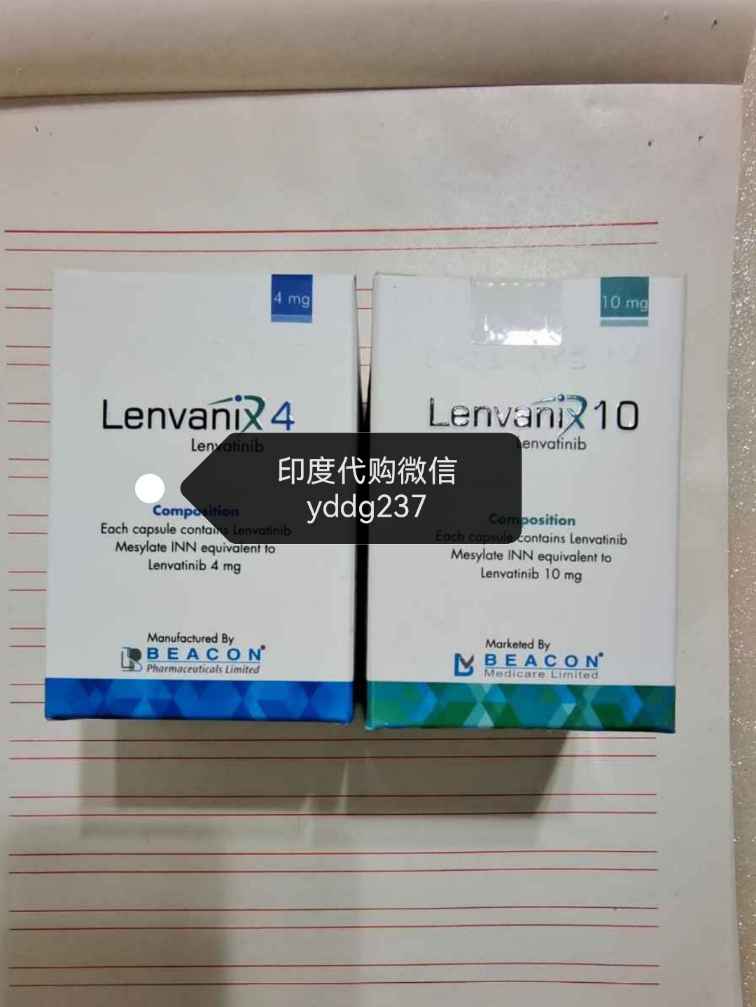 4 mg
Lenvanix 4
Lenvatinib
Composition
Each capsule contains Lenvatinib
Mesylate INN equivalent to
Lenvatinib 4 mg
Manufactured By
BEACON
Pharmaceuticals Limited
10 mg
Lenvanix 10
Lenvatinib
Composition
Each capsule contains Lenvatinib
Mesylate INN equivalent to
Lenvatinib 10 mg
Marketed By
BEACON
Medicare Limited
印度代购微信
yddg237